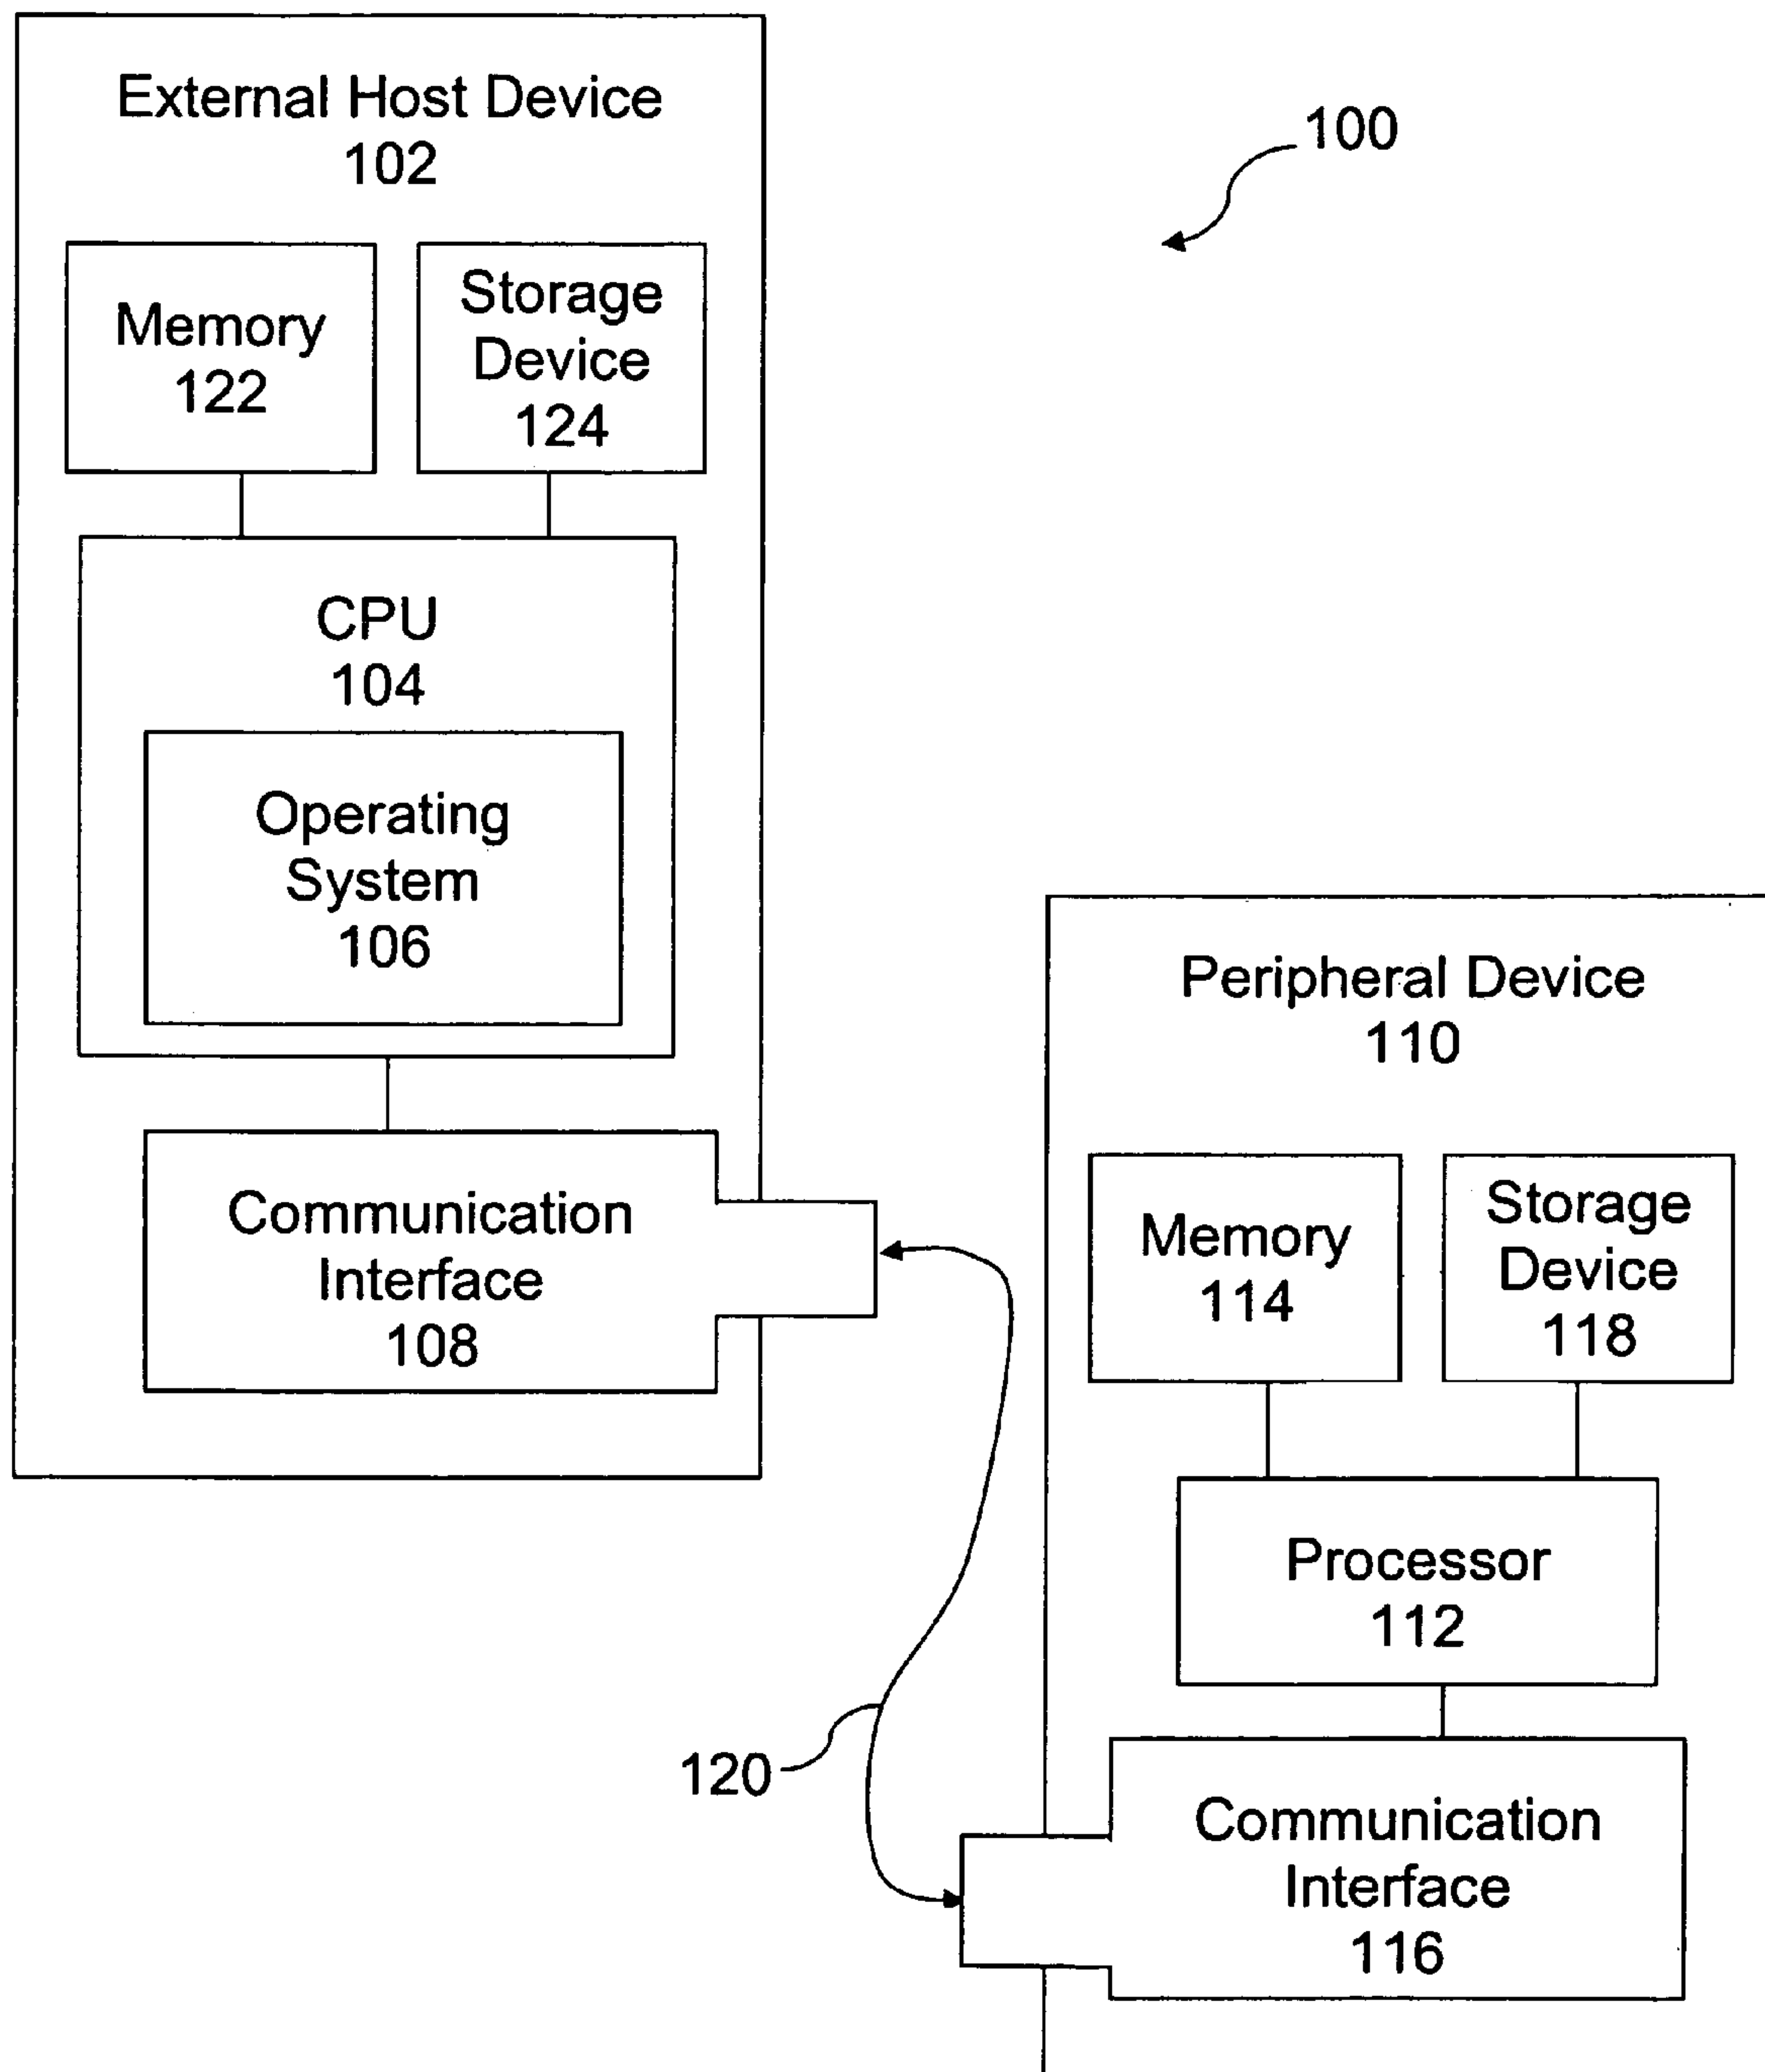 External Host Device
102
100
Memory
122
Storage
Device
124
CPU
104
Operating
System
106
Communication
Interface
108
Peripheral Device
110
Memory
114
Storage
Device
118
Processor
112
120
Communication
Interface
116